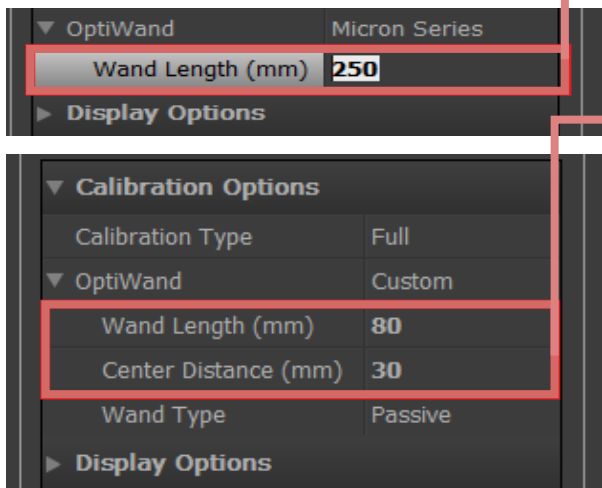 OptiWand Micron Series
Wand Length (mm) 250
Display Options
Calibration Options
Calibration Type Full
OptiWand Custom
Wand Length (mm) 80
Center Distance (mm) 30
Wand Type Passive
Display Options